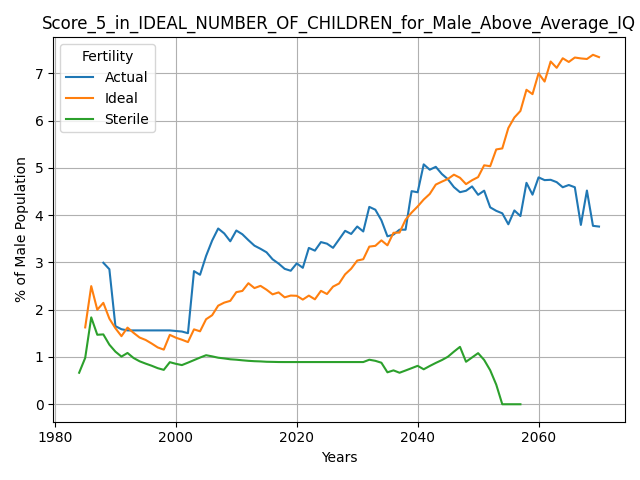 Score_5_in_IDEAL_NUMBER_OF_CHILDREN_for_Male_Above_Average_IQ
Fertility
Actual
Ideal
Sterile
% of Male Population
7
6
5
4
3
2
1
0
1980 2000 2020 2040 2060
Years